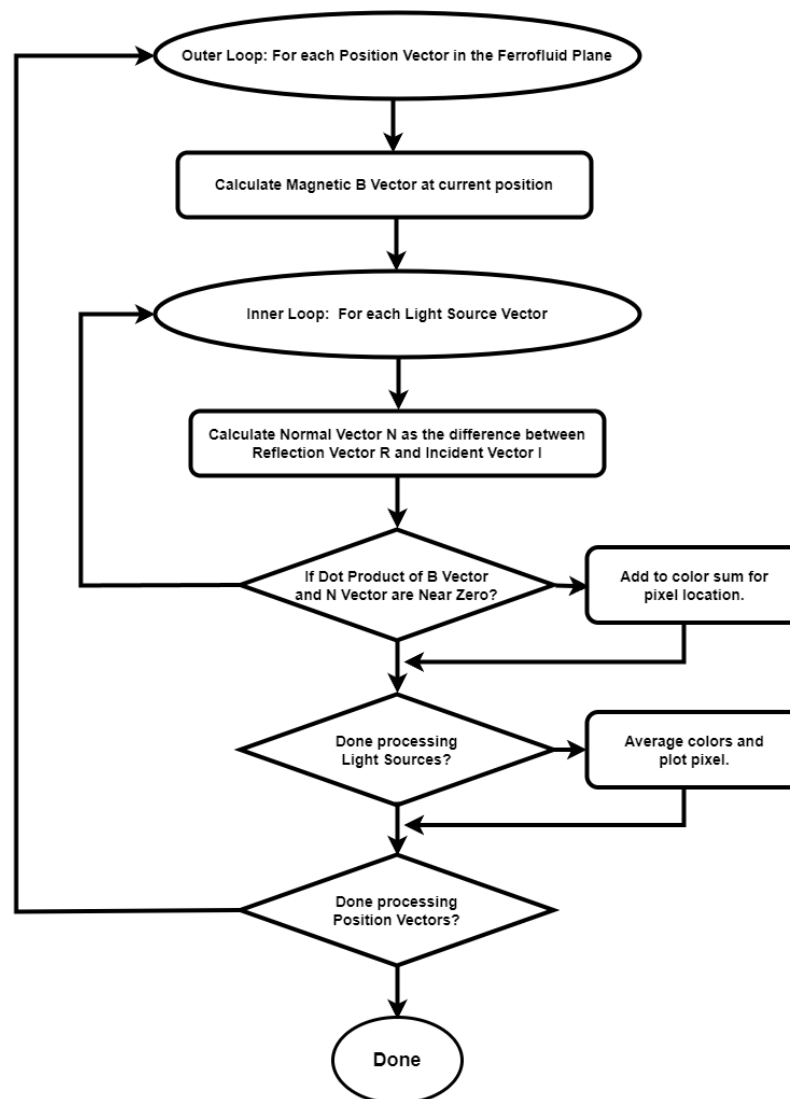 Outer Loop: For each Position Vector in the Ferrofluid Plane
Calculate Magnetic B Vector at current position
Inner Loop:  For each Light Source Vector
Calculate Normal Vector N as the difference between
Reflection Vector R and Incident Vector I
If Dot Product of B Vector
and N Vector are Near Zero?
Add to color sum for
pixel location.
Done processing
Light Sources?
Average colors and
plot pixel.
Done processing
Position Vectors?
Done